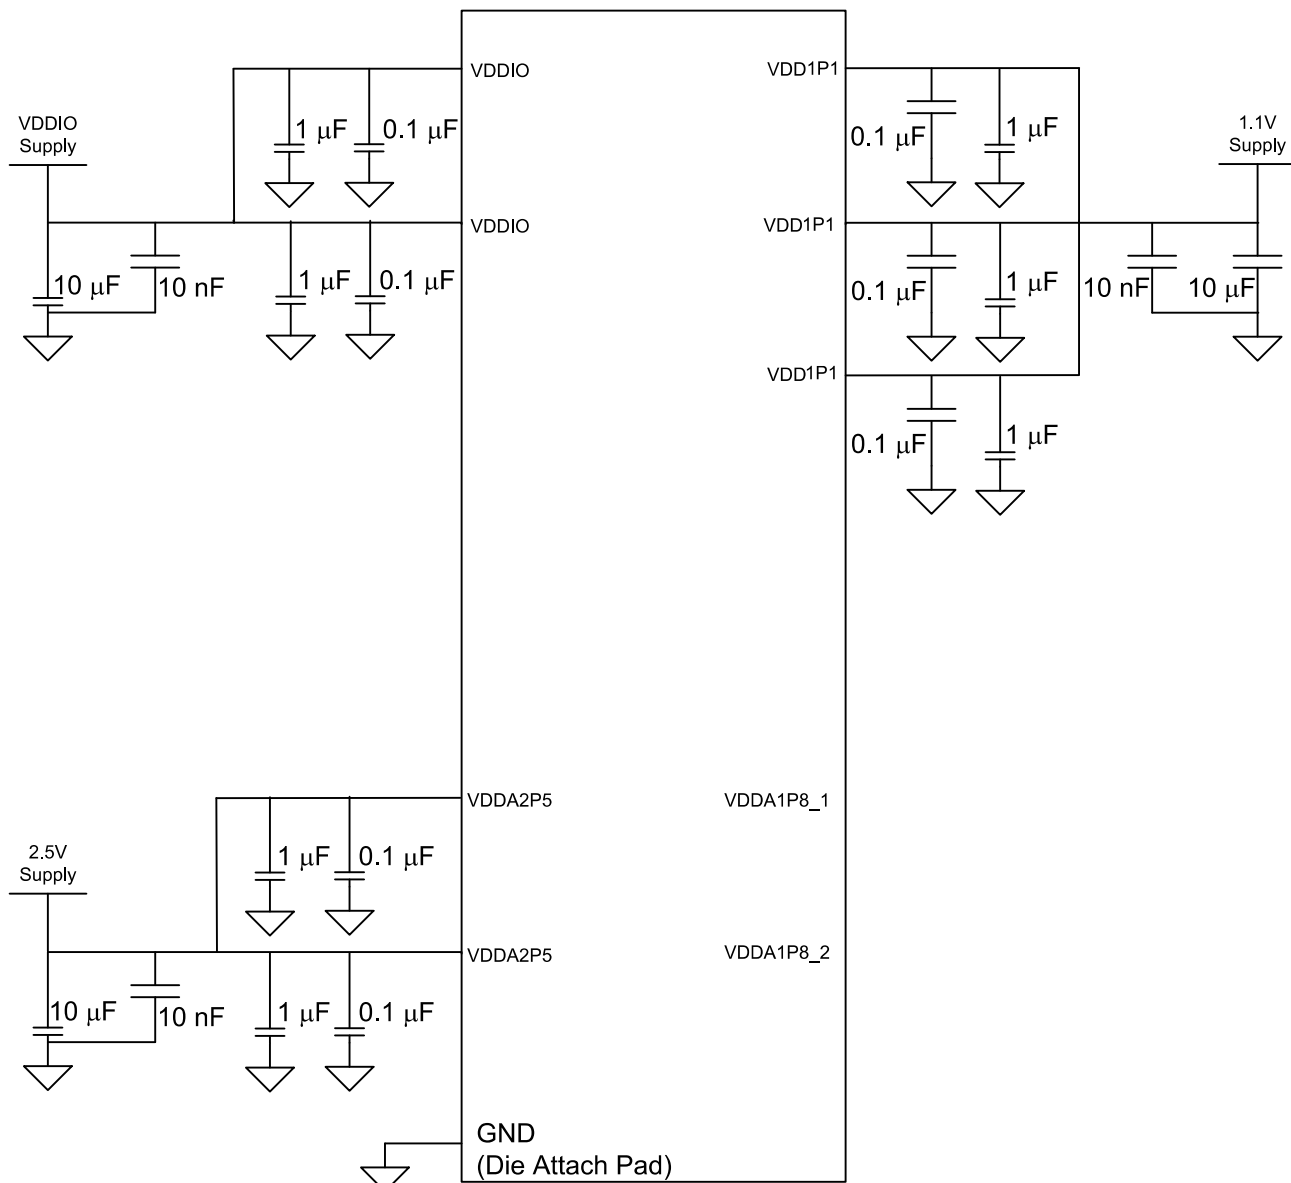 VDDIO
VDD1P1
1 μF
0.1 μF
0.1 μF
1 μF
VDDIO
Supply
1.1V
Supply
VDDIO
VDD1P1
10 μF
10 nF
1 μF
0.1 μF
0.1 μF
1 μF
10 nF
10 μF
VDD1P1
0.1 μF
1 μF
VDDA2P5
VDDA1P8_1
1 μF
0.1 μF
2.5V
Supply
VDDA2P5
VDDA1P8_2
10 μF
10 nF
1 μF
0.1 μF
GND
(Die Attach Pad)